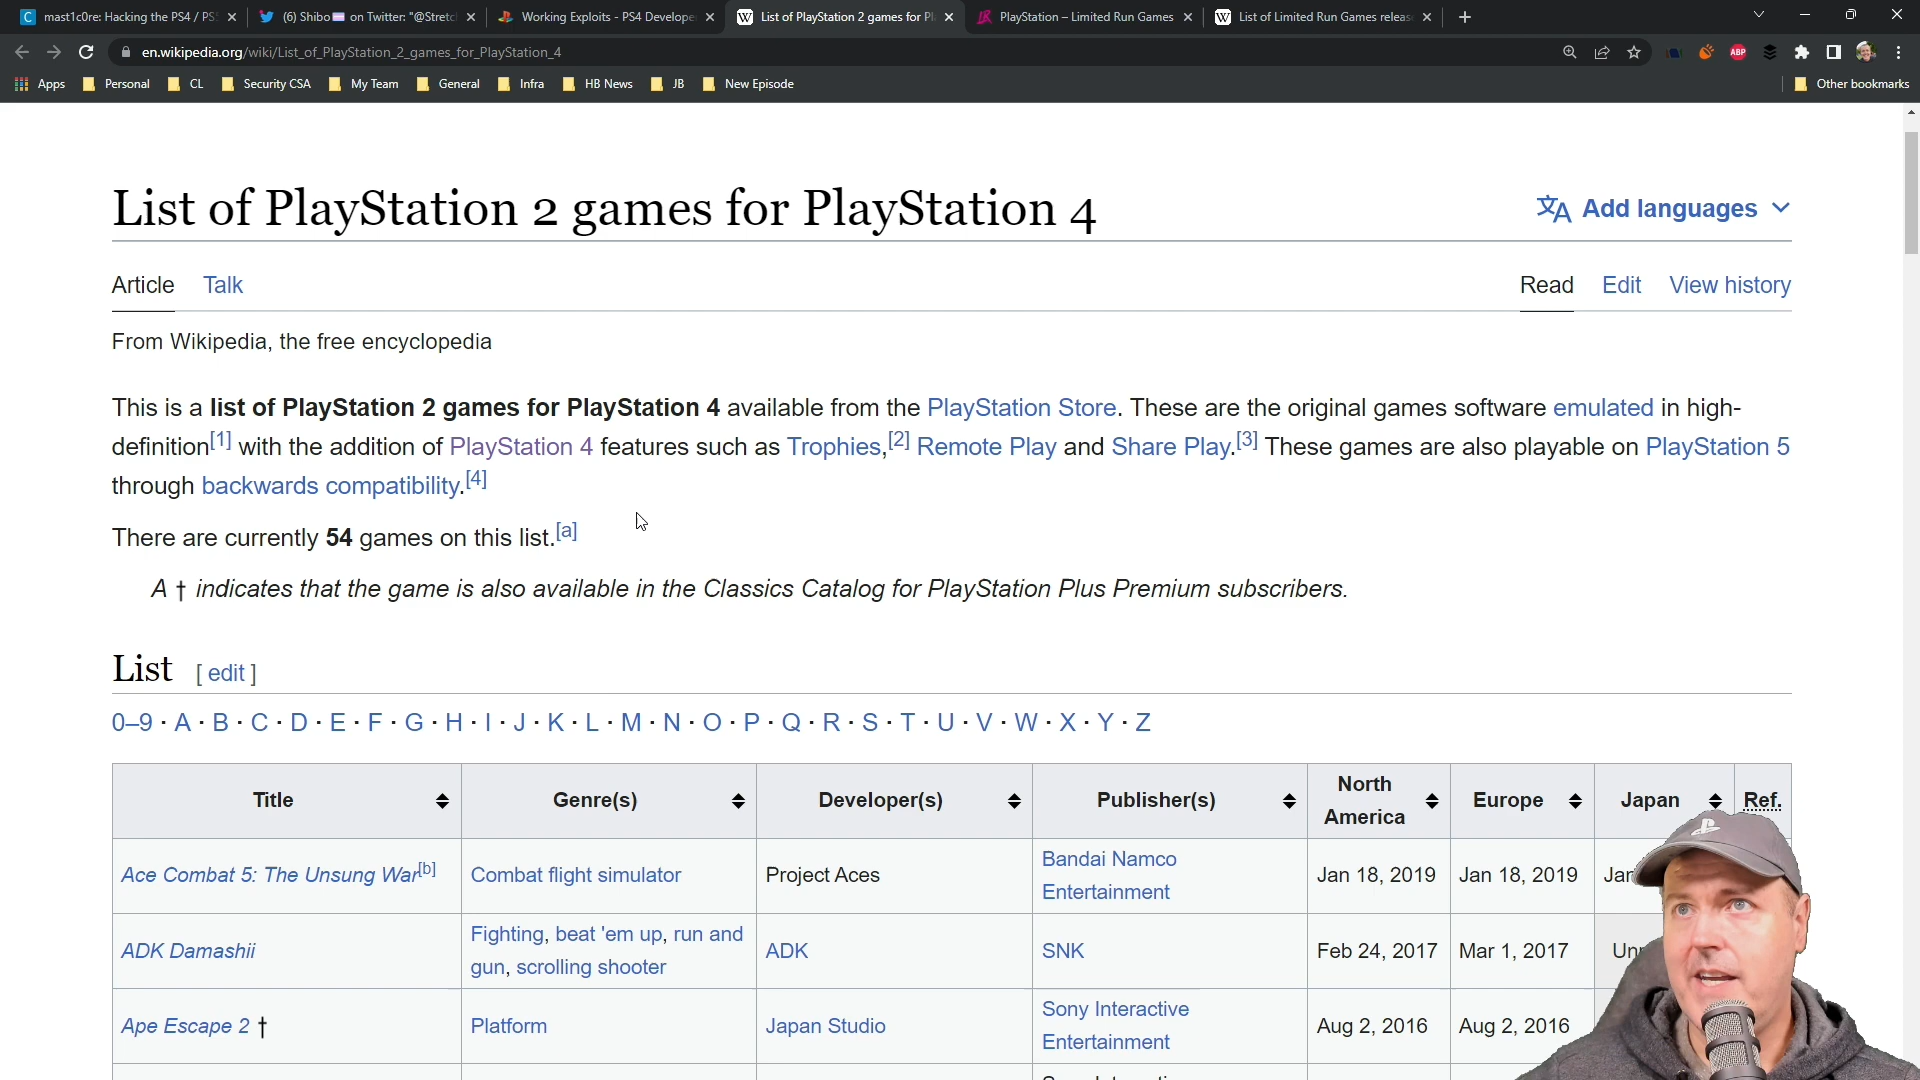 C mast1c0re: Hacking the PS4 / PS5
(6) Shibo on Twitter: "@Stretc
Working Exploits - PS4 Develope
W List of PlayStation 2 games for Pl
LR PlayStation – Limited Run Games
W List of Limited Run Games releas
en.wikipedia.org/wiki/List_of_PlayStation_2_games_for_PlayStation_4
ABP
Apps Personal CL Security CSA My Team General Infra HB News JB New Episode Other bookmarks
List of PlayStation 2 games for PlayStation 4
Add languages
Article Talk Read Edit View history
From Wikipedia, the free encyclopedia
This is a list of PlayStation 2 games for PlayStation 4 available from the PlayStation Store. These are the original games software emulated in high-
definition[1] with the addition of PlayStation 4 features such as Trophies,[2] Remote Play and Share Play.[3] These games are also playable on PlayStation 5
through backwards compatibility.[4]
There are currently 54 games on this list.[a]
A † indicates that the game is also available in the Classics Catalog for PlayStation Plus Premium subscribers.
List [ edit ]
0–9 · A · B · C · D · E · F · G · H · I · J · K · L · M · N · O · P · Q · R · S · T · U · V · W · X · Y · Z
Title Genre(s) Developer(s) Publisher(s) North America Europe Japan Ref.
Ace Combat 5: The Unsung War[b] Combat flight simulator Project Aces Bandai Namco Entertainment Jan 18, 2019 Jan 18, 2019
ADK Damashii Fighting, beat 'em up, run and gun, scrolling shooter ADK SNK Feb 24, 2017 Mar 1, 2017
Ape Escape 2 † Platform Japan Studio Sony Interactive Entertainment Aug 2, 2016 Aug 2, 2016